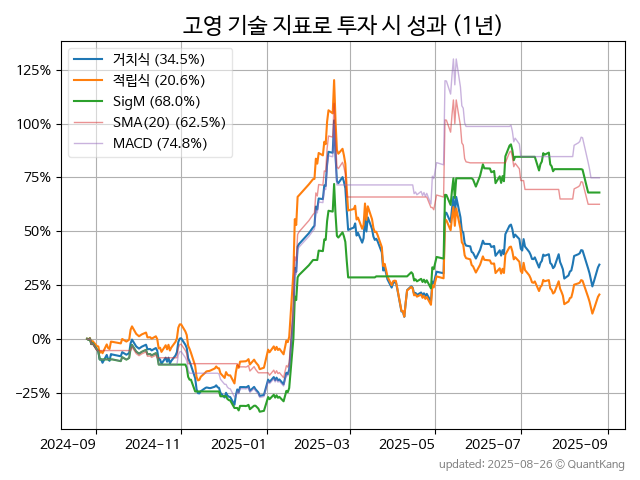 고영 기술 지표로 투자 시 성과 (1년)
거치식 (34.5%)
적립식 (20.6%)
SigM (68.0%)
SMA(20) (62.5%)
MACD (74.8%)
125%
100%
75%
50%
25%
0%
−25%
2024-09 2024-11 2025-01 2025-03 2025-05 2025-07 2025-09
updated: 2025-08-26 © QuantKang